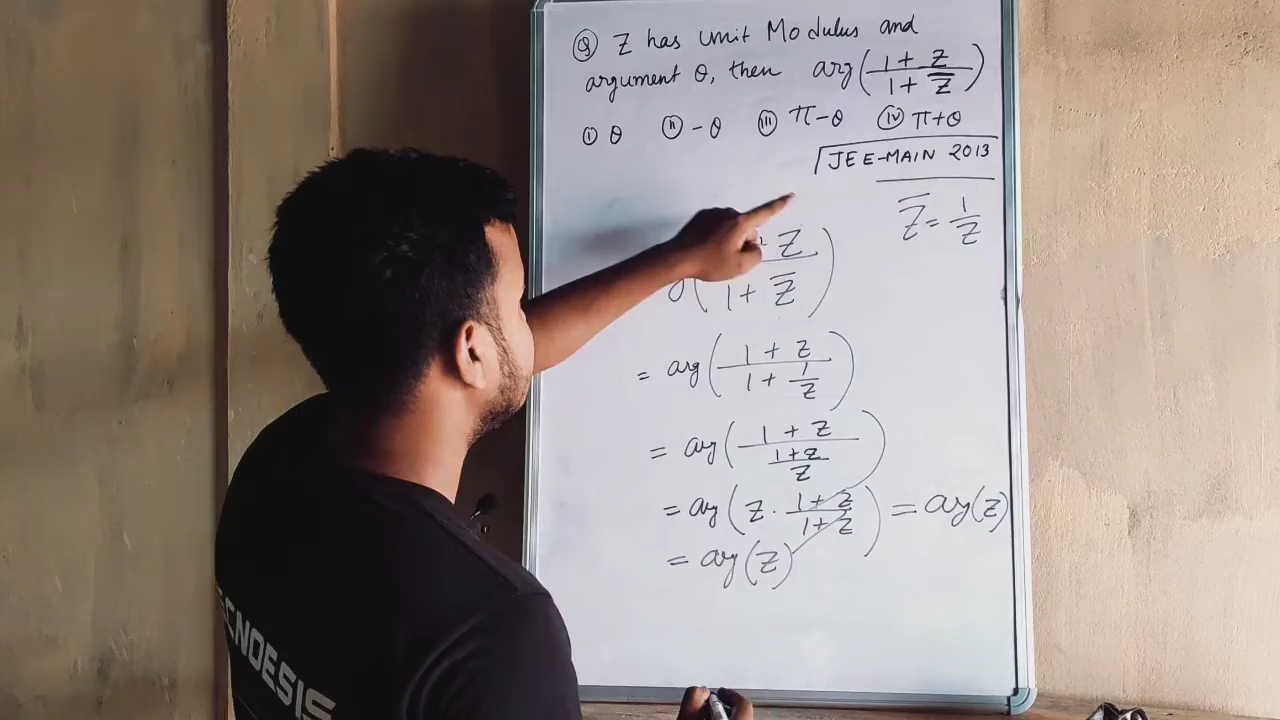 Q Z has unit Modulus and
argument θ, then arg(1+Z / 1+Z̅)
(i) θ (ii) -θ (iii) π-θ (iv) π+θ
JEE-MAIN 2013
Z̅ = 1/Z
Z
1+Z̅
= arg(1+Z / 1+1/Z)
= arg(1+Z / (1+Z/Z))
= arg(Z · 1+Z / 1+Z) = arg(Z)
= arg(Z)